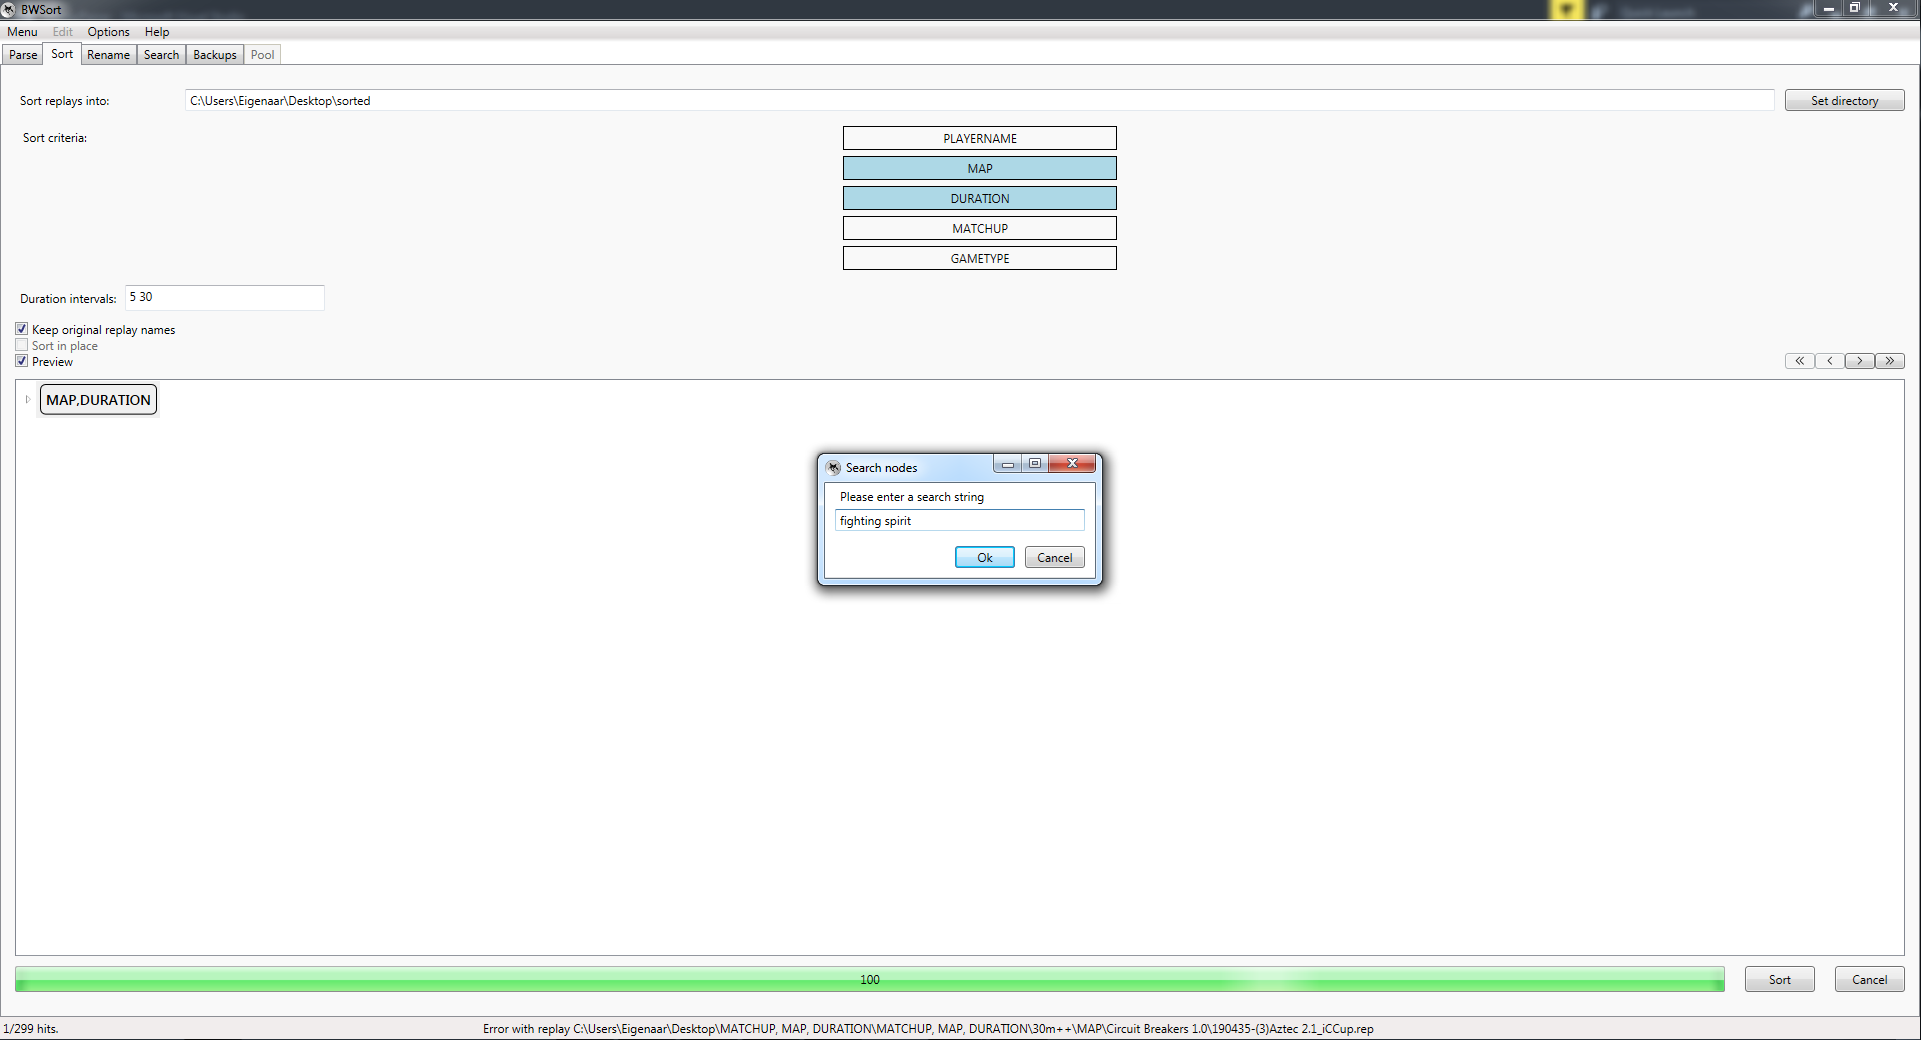 BWSort
Menu Edit Options Help
Parse Sort Rename Search Backups Pool
Sort replays into: C:\Users\Eigenaar\Desktop\sorted Set directory
Sort criteria: PLAYERNAME
MAP
DURATION
MATCHUP
GAMETYPE
Duration intervals: 5 30
Keep original replay names
Sort in place
Preview
MAP,DURATION
Search nodes
Please enter a search string
fighting spirit
Ok Cancel
100 Sort Cancel
1/299 hits. Error with replay C:\Users\Eigenaar\Desktop\MATCHUP, MAP, DURATION\MATCHUP, MAP, DURATION\30m++\MAP\Circuit Breakers 1.0\190435-(3)Aztec 2.1_iCCup.rep